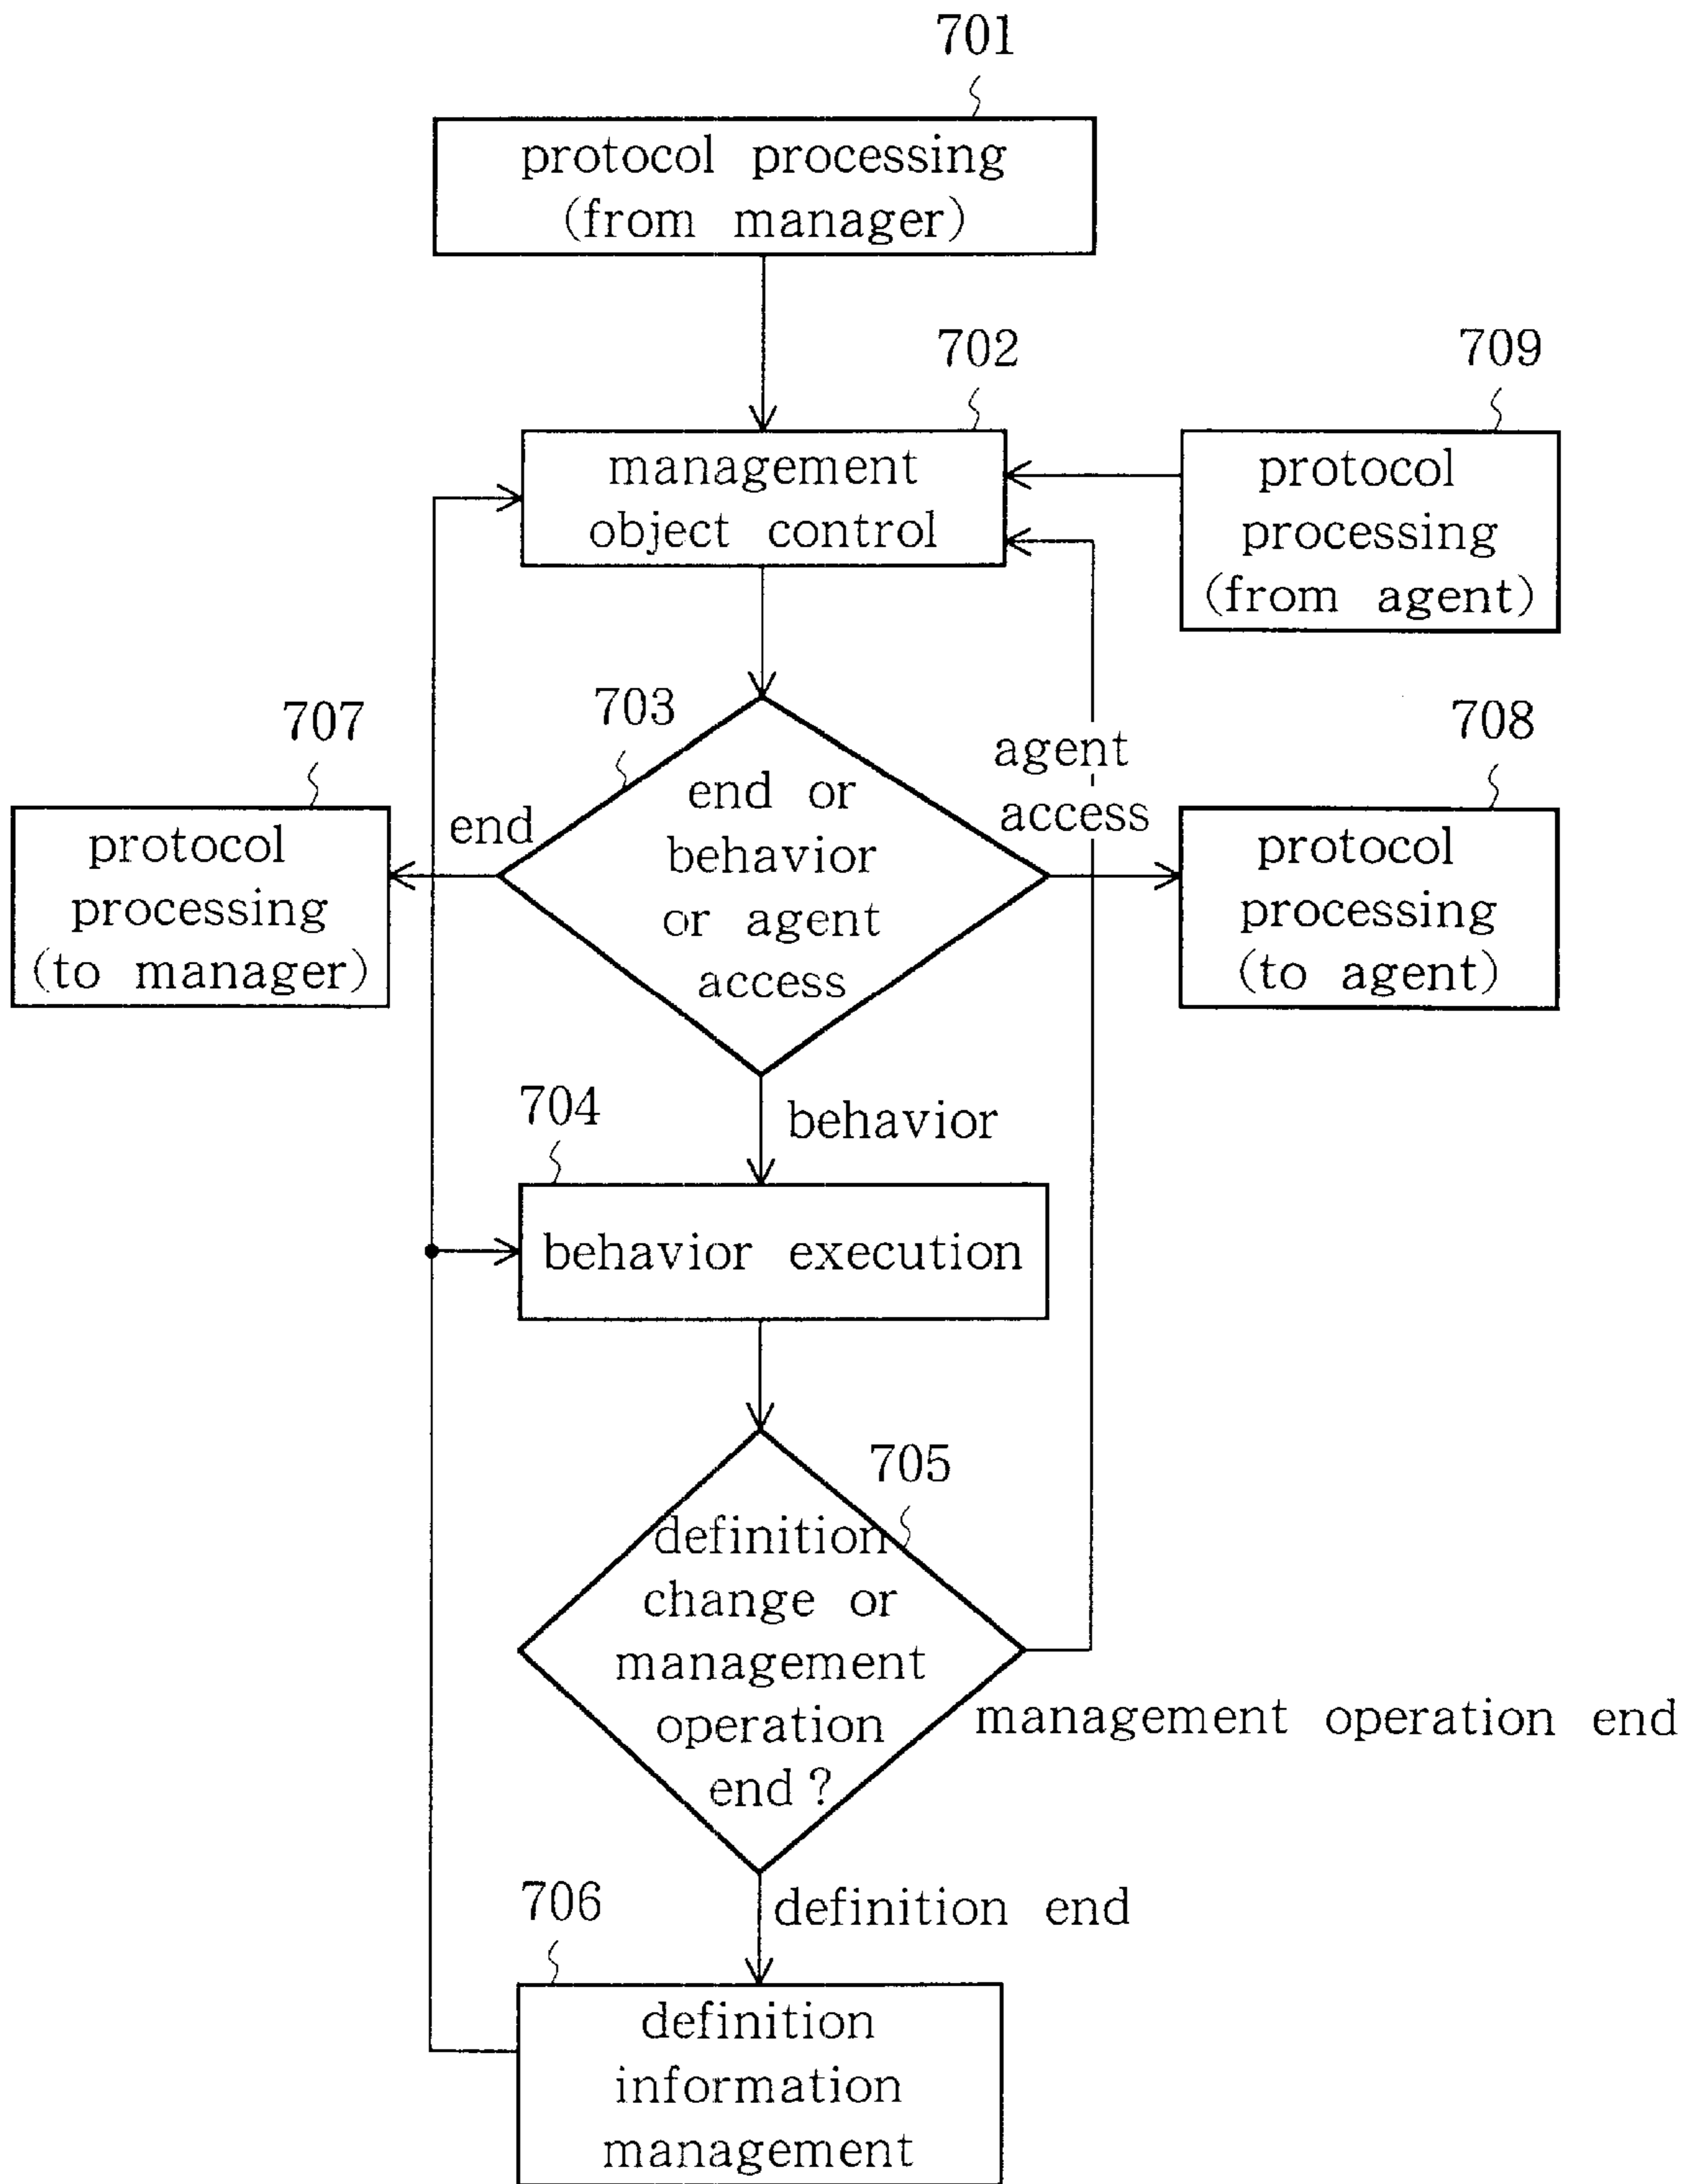 701
protocol processing
(from manager)
702
709
management
object control
protocol
processing
(from agent)
703
707
708
end or
behavior
or agent
access
end
agent
access
protocol
processing
(to manager)
protocol
processing
(to agent)
704
behavior
behavior execution
705
definition
change or
management
operation
end?
management operation end
706
definition end
definition
information
management